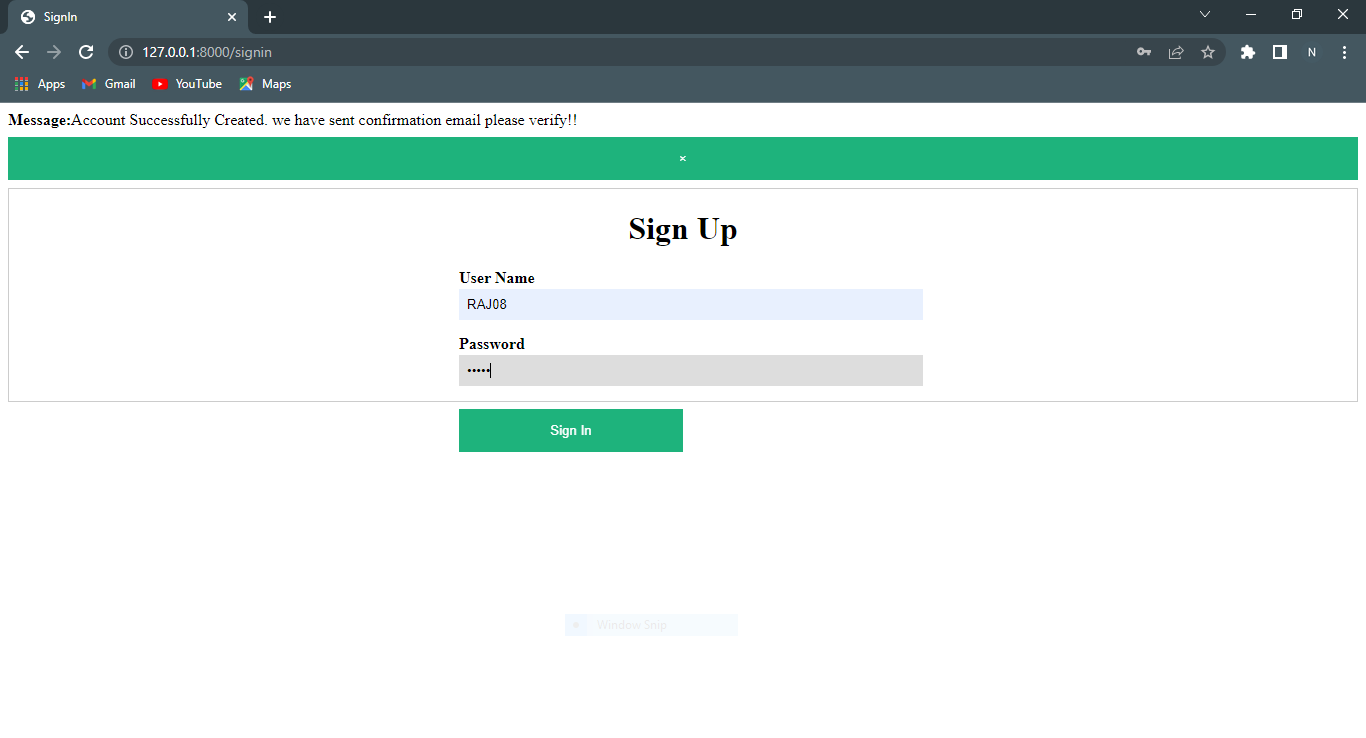 SignIn
127.0.0.1:8000/signin
N
Apps Gmail YouTube Maps
Message:Account Successfully Created. we have sent confirmation email please verify!!
×
Sign Up
User Name
RAJ08
Password
•••••
Sign In
Window Snip